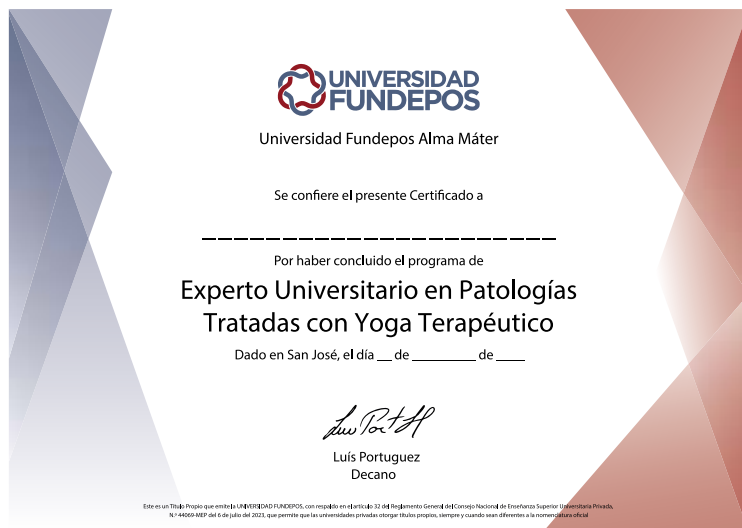 UNIVERSIDAD
FUNDEPOS
Universidad Fundepos Alma Máter
Se confiere el presente Certificado a
_______________________
Por haber concluido el programa de
Experto Universitario en Patologías
Tratadas con Yoga Terapéutico
Dado en San José, el día __ de ________ de ____
Luís Portuguez
Decano
Este es un Título Propio que emite la UNIVERSIDAD FUNDEPOS, con respaldo en el artículo 32 del Reglamento General del Consejo Nacional de Enseñanza Superior Universitaria Privada,
N.º 44069-MEP del 6 de julio del 2023, que permite que las universidades privadas otorgar títulos propios, siempre y cuando sean diferentes a la nomenclatura oficial